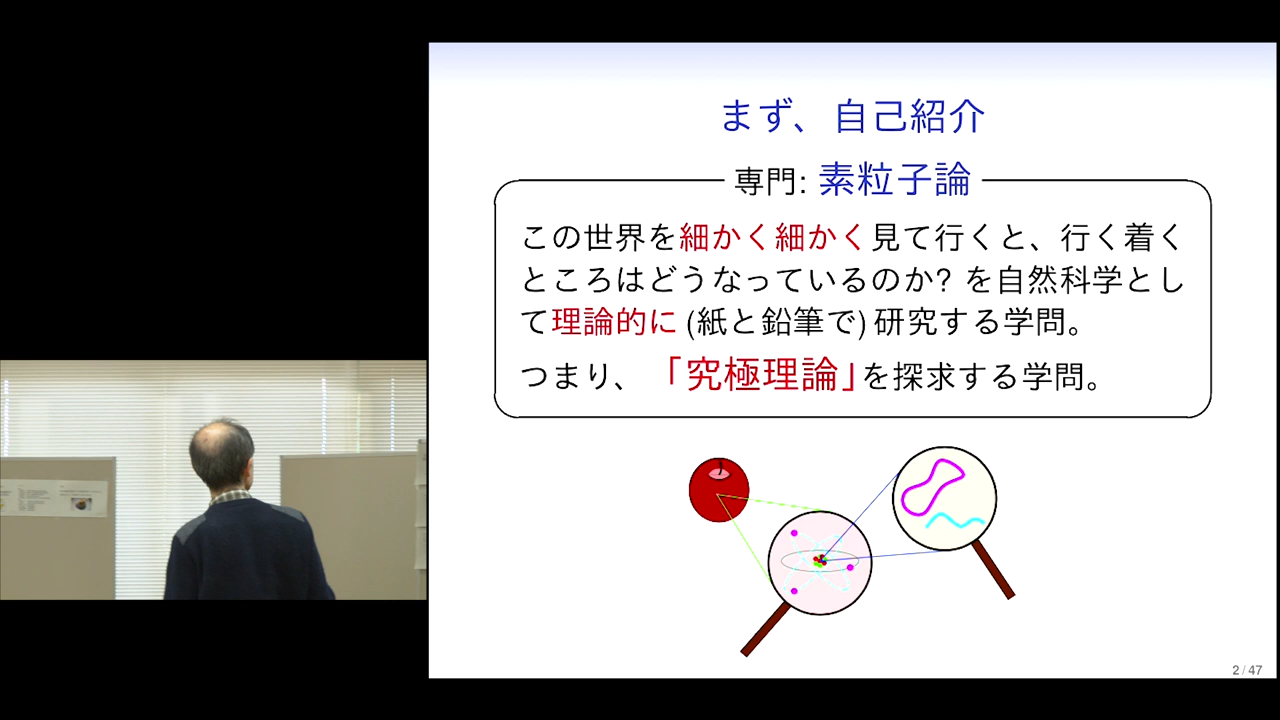 まず、自己紹介
専門: 素粒子論
この世界を細かく細かく見て行くと、行く着く
ところはどうなっているのか? を自然科学とし
て理論的に (紙と鉛筆で) 研究する学問。
つまり、「究極理論」を探求する学問。
2 / 47